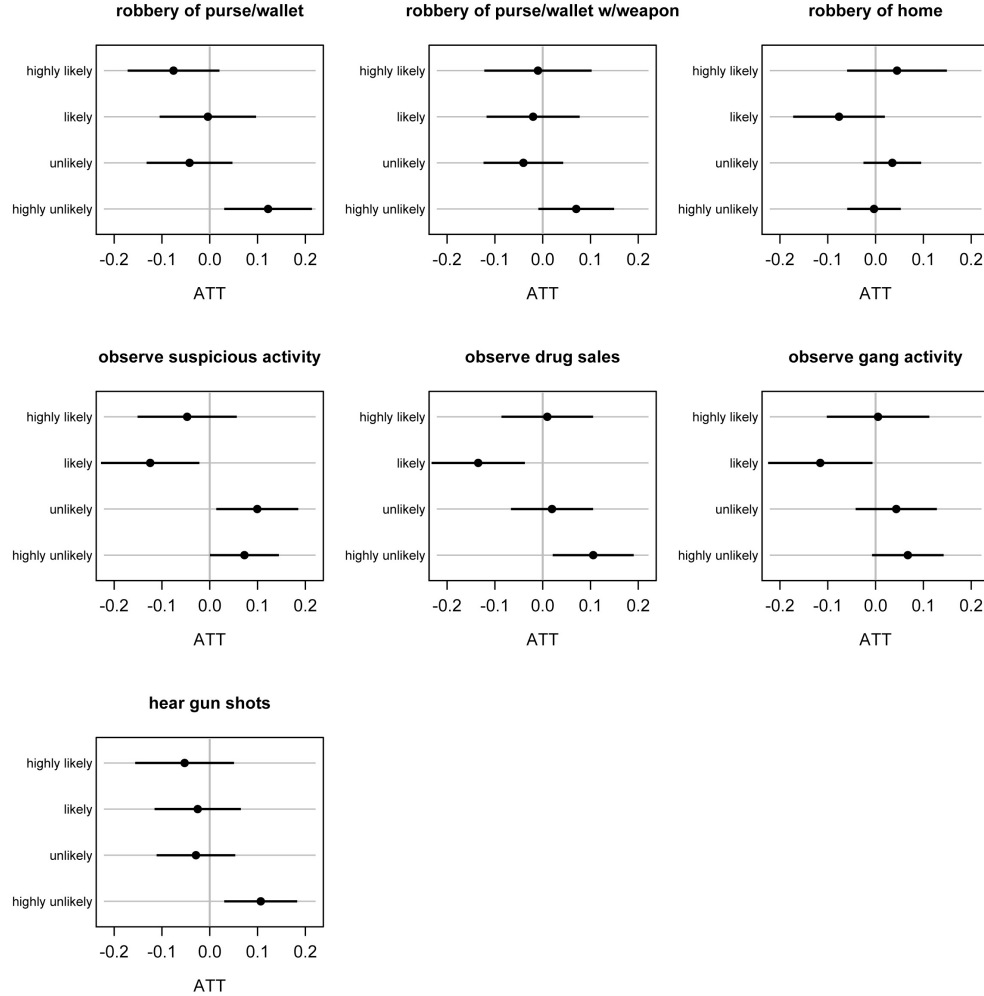 robbery of purse/wallet
highly likely
likely
unlikely
highly unlikely
-0.2 -0.1 0.0 0.1 0.2
ATT
robbery of purse/wallet w/weapon
highly likely
likely
unlikely
highly unlikely
-0.2 -0.1 0.0 0.1 0.2
ATT
robbery of home
highly likely
likely
unlikely
highly unlikely
-0.2 -0.1 0.0 0.1 0.2
ATT
observe suspicious activity
highly likely
likely
unlikely
highly unlikely
-0.2 -0.1 0.0 0.1 0.2
ATT
observe drug sales
highly likely
likely
unlikely
highly unlikely
-0.2 -0.1 0.0 0.1 0.2
ATT
observe gang activity
highly likely
likely
unlikely
highly unlikely
-0.2 -0.1 0.0 0.1 0.2
ATT
hear gun shots
highly likely
likely
unlikely
highly unlikely
-0.2 -0.1 0.0 0.1 0.2
ATT